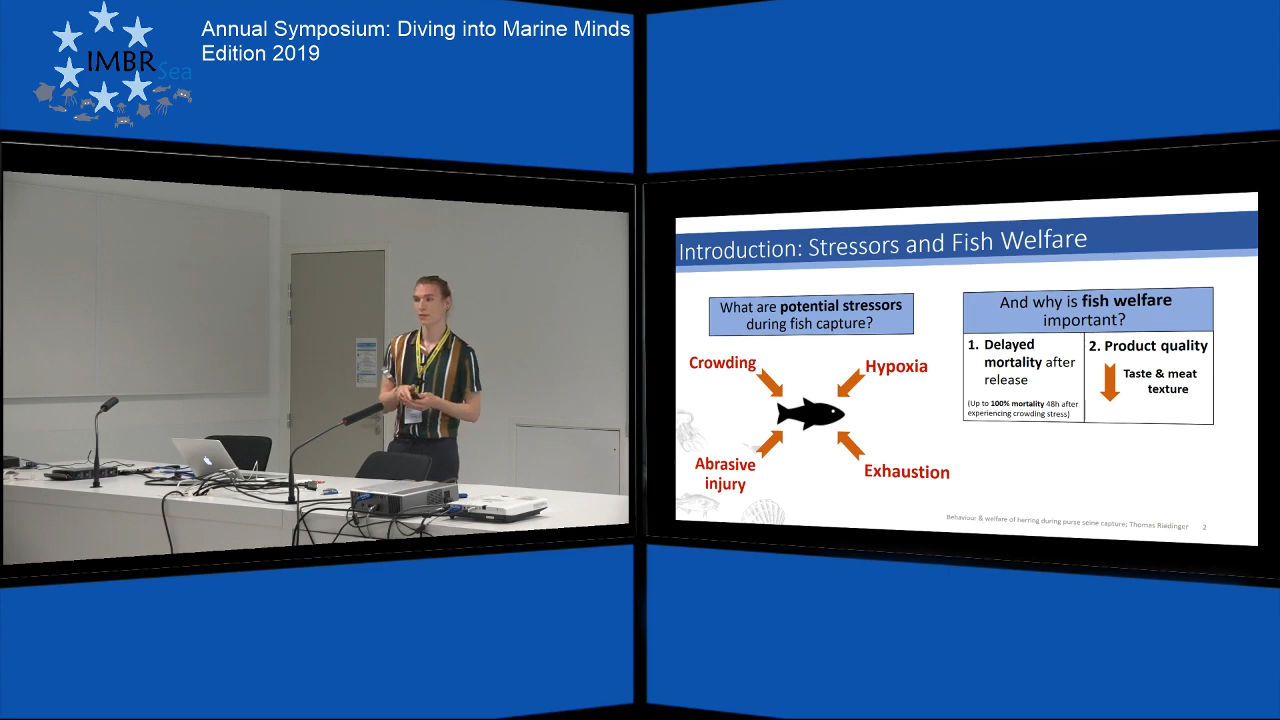 IMBRSea
Annual Symposium: Diving into Marine Minds
Edition 2019
Introduction: Stressors and Fish Welfare
What are potential stressors
during fish capture?
Crowding
Hypoxia
Abrasive
injury
Exhaustion
And why is fish welfare
important?
1. Delayed
mortality after
release
(Up to 100% mortality 48h after
experiencing crowding stress)
2. Product quality
Taste & meat
texture
Behaviour & welfare of herring during purse seine capture; Thomas Riedinger 2